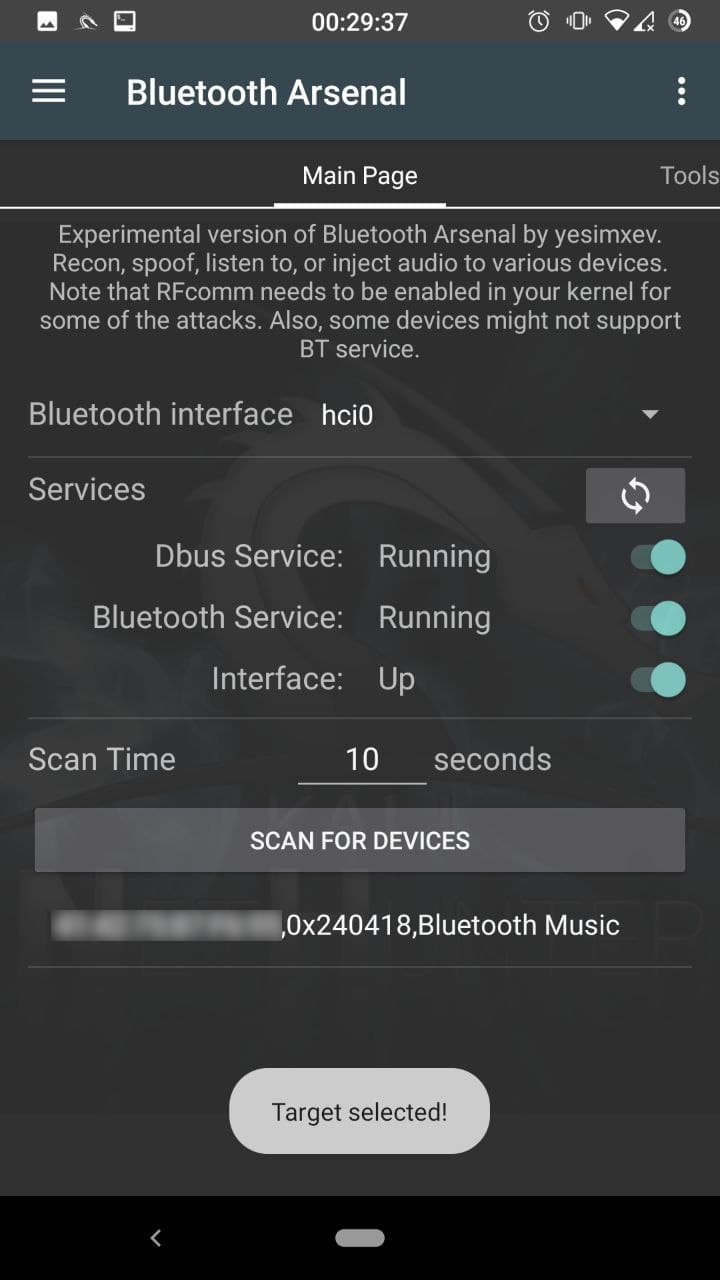 00:29:37
46
Bluetooth Arsenal
Main Page
Tools
Experimental version of Bluetooth Arsenal by yesimxev.
Recon, spoof, listen to, or inject audio to various devices.
Note that RFcomm needs to be enabled in your kernel for
some of the attacks. Also, some devices might not support
BT service.
Bluetooth interface hci0
Services
Dbus Service: Running
Bluetooth Service: Running
Interface: Up
Scan Time 10 seconds
KALI
SCAN FOR DEVICES
NETHUNTER
,0x240418,Bluetooth Music
Target selected!